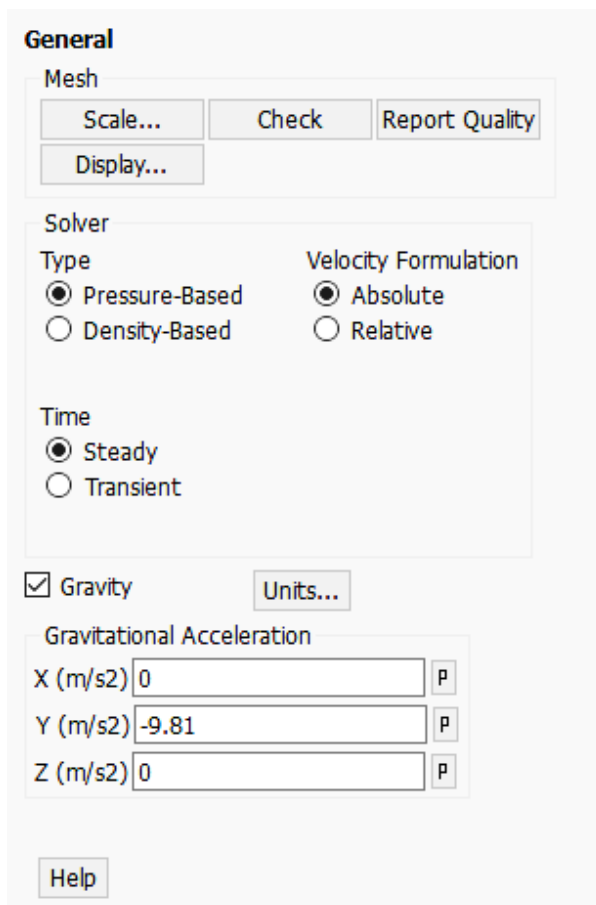 General
Mesh
Scale... Check Report Quality
Display...
Solver
Type Velocity Formulation
Pressure-Based Absolute
Density-Based Relative
Time
Steady
Transient
Gravity Units...
Gravitational Acceleration
X (m/s2) 0 P
Y (m/s2) -9.81 P
Z (m/s2) 0 P
Help